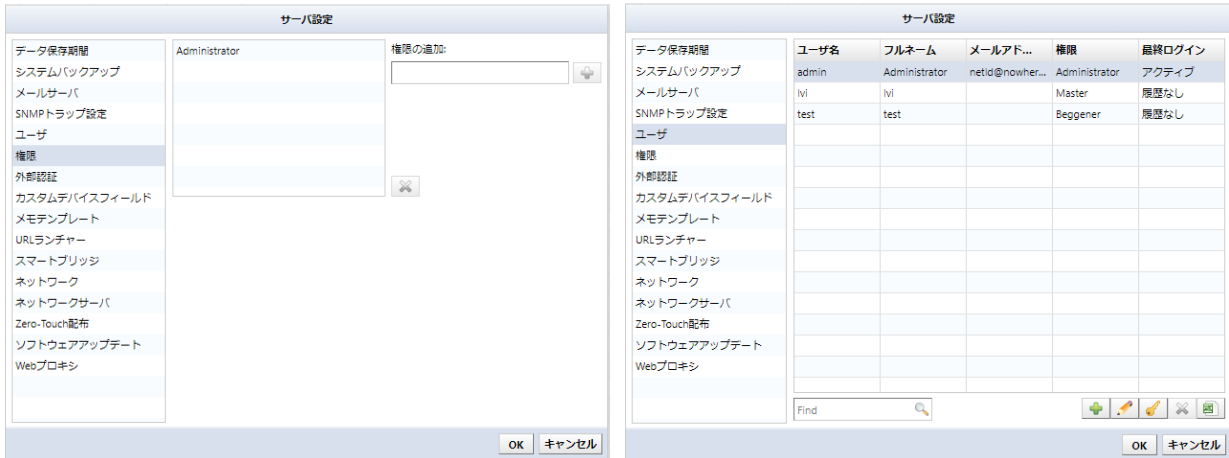 サーバ設定
データ保存期間
システムバックアップ
メールサーバ
SNMPトラップ設定
ユーザ
権限
外部認証
カスタムデバイスフィールド
メモテンプレート
URLランチャー
スマートブリッジ
ネットワーク
ネットワークサーバ
Zero-Touch配布
ソフトウェアアップデート
Webプロキシ
Administrator
権限の追加:
OK キャンセル
サーバ設定
データ保存期間
システムバックアップ
メールサーバ
SNMPトラップ設定
ユーザ
権限
外部認証
カスタムデバイスフィールド
メモテンプレート
URLランチャー
スマートブリッジ
ネットワーク
ネットワークサーバ
Zero-Touch配布
ソフトウェアアップデート
Webプロキシ
ユーザ名 フルネーム メールアド... 権限 最終ログイン
admin Administrator netld@nowher... Administrator アクティブ
lvi lvi Master 履歴なし
test test Beggener 履歴なし
Find
OK キャンセル